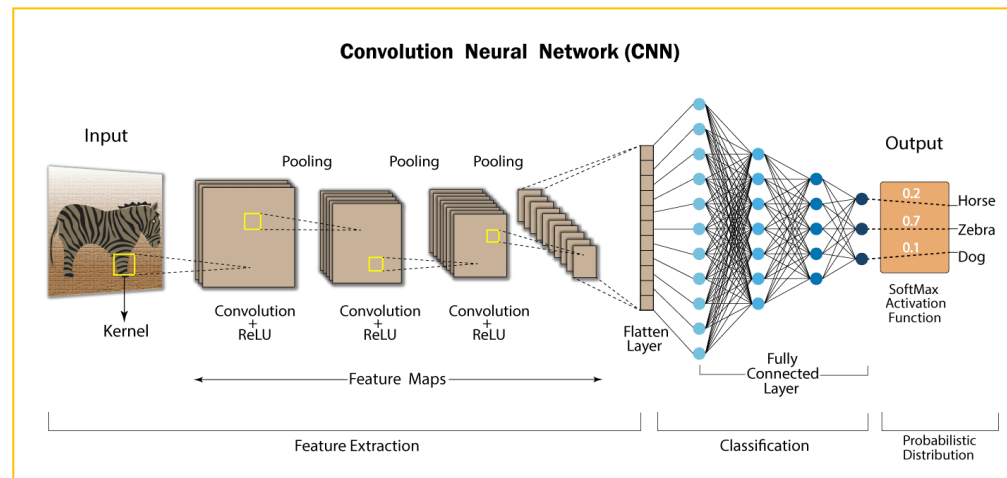 Convolution Neural Network (CNN)
Input
Output
Pooling
Pooling
Pooling
0.2
Horse
0.7
Zebra
0.1
Dog
SoftMax
Activation
Function
Kernel
Convolution
+
ReLU
Convolution
+
ReLU
Convolution
+
ReLU
Flatten
Layer
Fully
Connected
Layer
Feature Maps
Feature Extraction
Classification
Probabilistic
Distribution